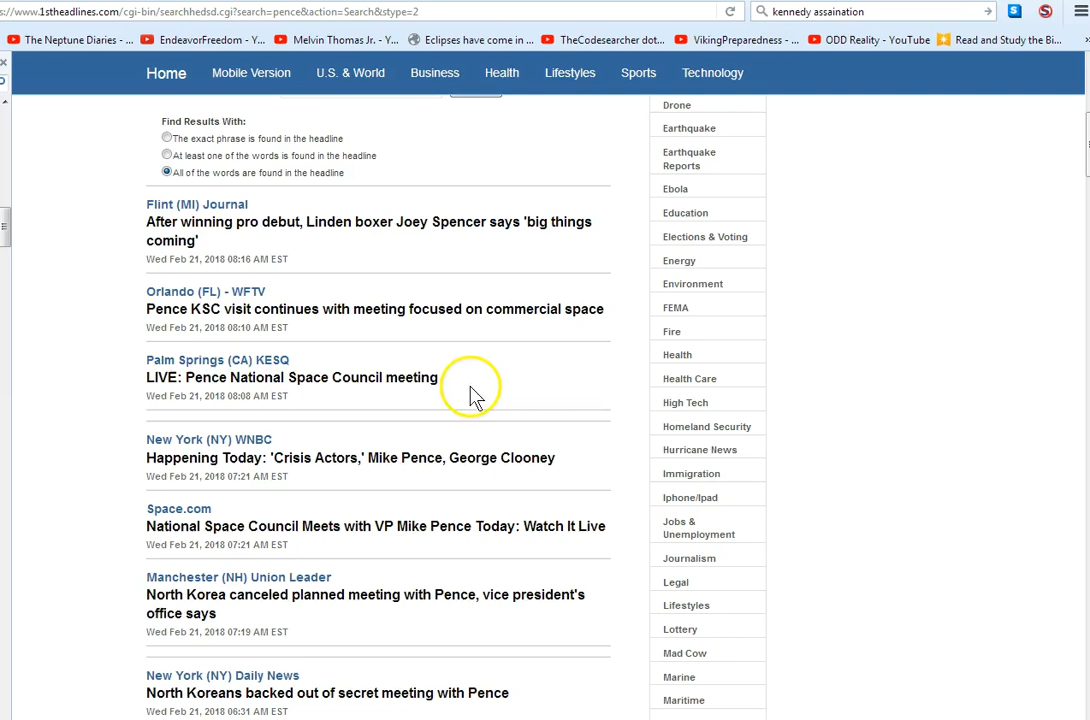 s://www.1stheadlines.com/cgi-bin/searchhedsd.cgi?search=pence&action=Search&stype=2
kennedy assaination
The Neptune Diaries - ...
EndeavorFreedom - Y...
Melvin Thomas Jr. - Y...
Eclipses have come in ...
TheCodesearcher dot...
VikingPreparedness - ...
ODD Reality - YouTube
Read and Study the Bi...
Home
Mobile Version
U.S. & World
Business
Health
Lifestyles
Sports
Technology
Find Results With:
The exact phrase is found in the headline
At least one of the words is found in the headline
All of the words are found in the headline
Flint (MI) Journal
After winning pro debut, Linden boxer Joey Spencer says 'big things
coming'
Wed Feb 21, 2018 08:16 AM EST
Orlando (FL) - WFTV
Pence KSC visit continues with meeting focused on commercial space
Wed Feb 21, 2018 08:10 AM EST
Palm Springs (CA) KESQ
LIVE: Pence National Space Council meeting
Wed Feb 21, 2018 08:08 AM EST
New York (NY) WNBC
Happening Today: 'Crisis Actors,' Mike Pence, George Clooney
Wed Feb 21, 2018 07:21 AM EST
Space.com
National Space Council Meets with VP Mike Pence Today: Watch It Live
Wed Feb 21, 2018 07:21 AM EST
Manchester (NH) Union Leader
North Korea canceled planned meeting with Pence, vice president's
office says
Wed Feb 21, 2018 07:19 AM EST
New York (NY) Daily News
North Koreans backed out of secret meeting with Pence
Wed Feb 21, 2018 06:31 AM EST
Drone
Earthquake
Earthquake
Reports
Ebola
Education
Elections & Voting
Energy
Environment
FEMA
Fire
Health
Health Care
High Tech
Homeland Security
Hurricane News
Immigration
Iphone/Ipad
Jobs &
Unemployment
Journalism
Legal
Lifestyles
Lottery
Mad Cow
Marine
Maritime